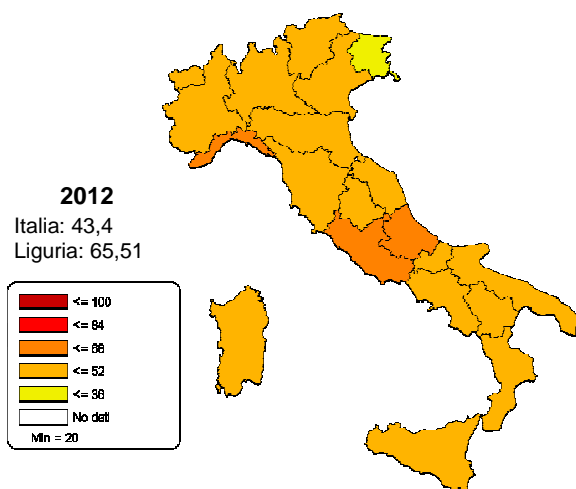 2012
Italia: 43,4
Liguria: 65,51
<= 100
<= 84
<= 68
<= 52
<= 36
No dati
Min = 20